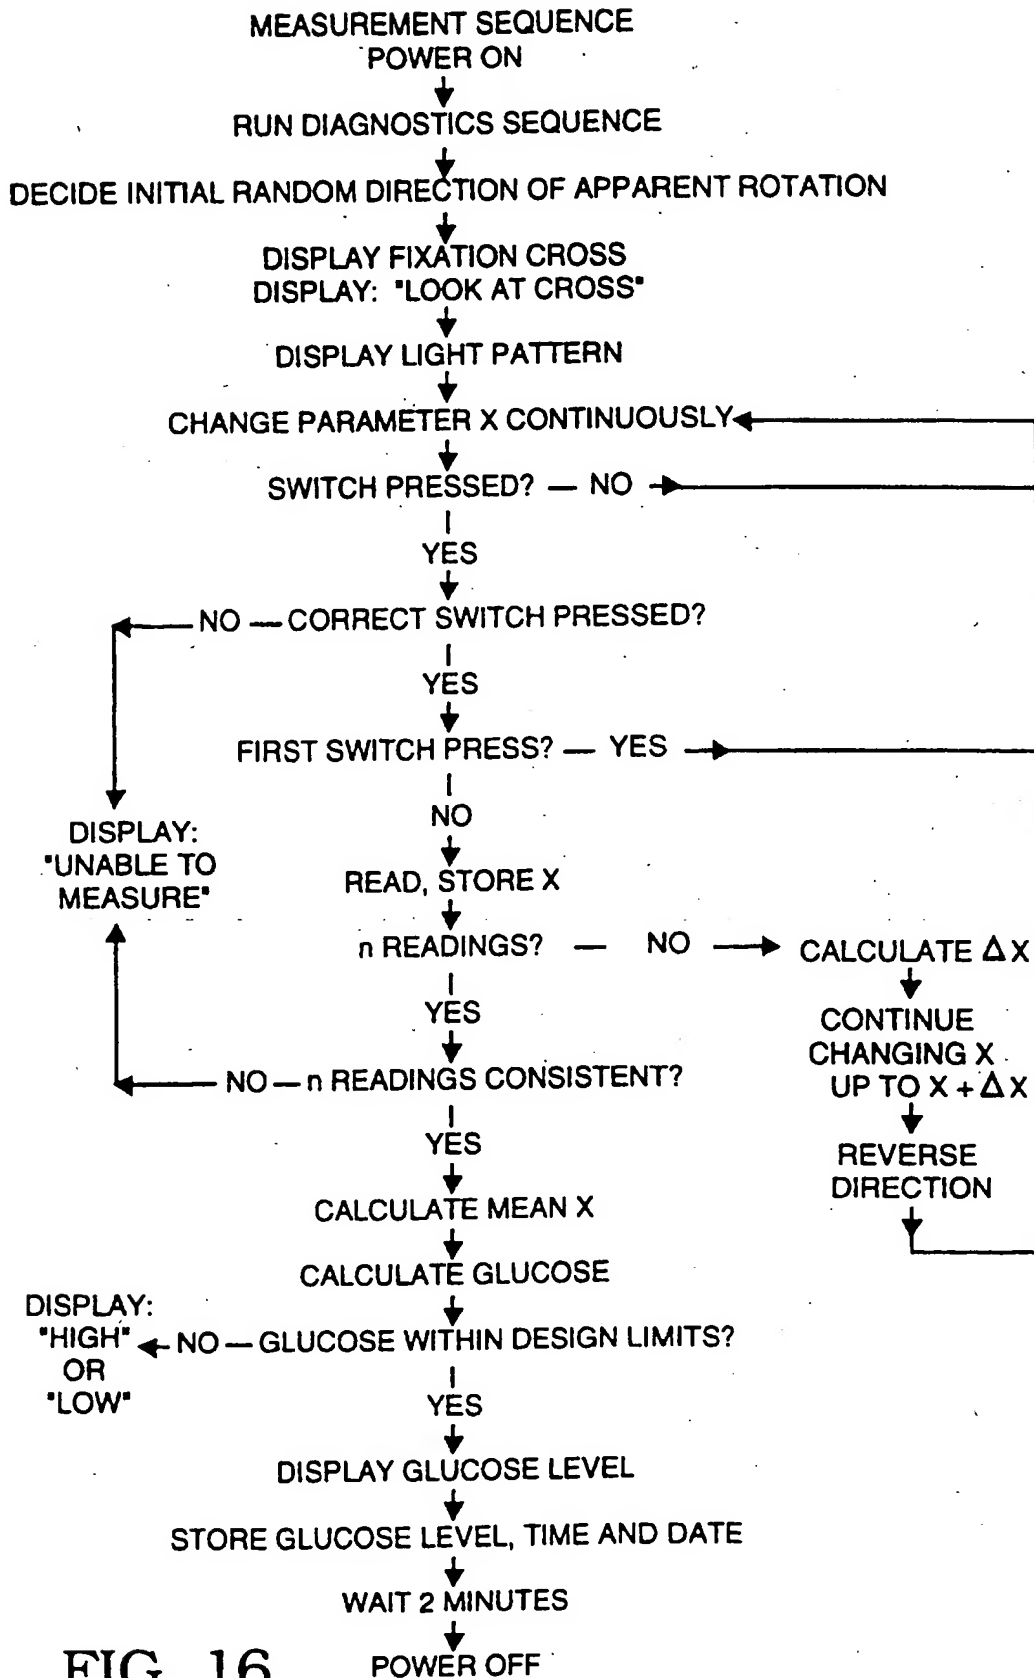 MEASUREMENT SEQUENCE
POWER ON
RUN DIAGNOSTICS SEQUENCE
DECIDE INITIAL RANDOM DIRECTION OF APPARENT ROTATION
DISPLAY FIXATION CROSS
DISPLAY: "LOOK AT CROSS"
DISPLAY LIGHT PATTERN
CHANGE PARAMETER X CONTINUOUSLY
SWITCH PRESSED? — NO
YES
NO — CORRECT SWITCH PRESSED?
YES
FIRST SWITCH PRESS? — YES
NO
DISPLAY:
"UNABLE TO
MEASURE"
READ, STORE X
n READINGS? — NO
CALCULATE Δ X
CONTINUE
CHANGING X
UP TO X + Δ X
REVERSE
DIRECTION
YES
NO — n READINGS CONSISTENT?
YES
CALCULATE MEAN X
CALCULATE GLUCOSE
DISPLAY:
"HIGH"
OR
"LOW"
NO — GLUCOSE WITHIN DESIGN LIMITS?
YES
DISPLAY GLUCOSE LEVEL
STORE GLUCOSE LEVEL, TIME AND DATE
WAIT 2 MINUTES
POWER OFF
FIG. 16